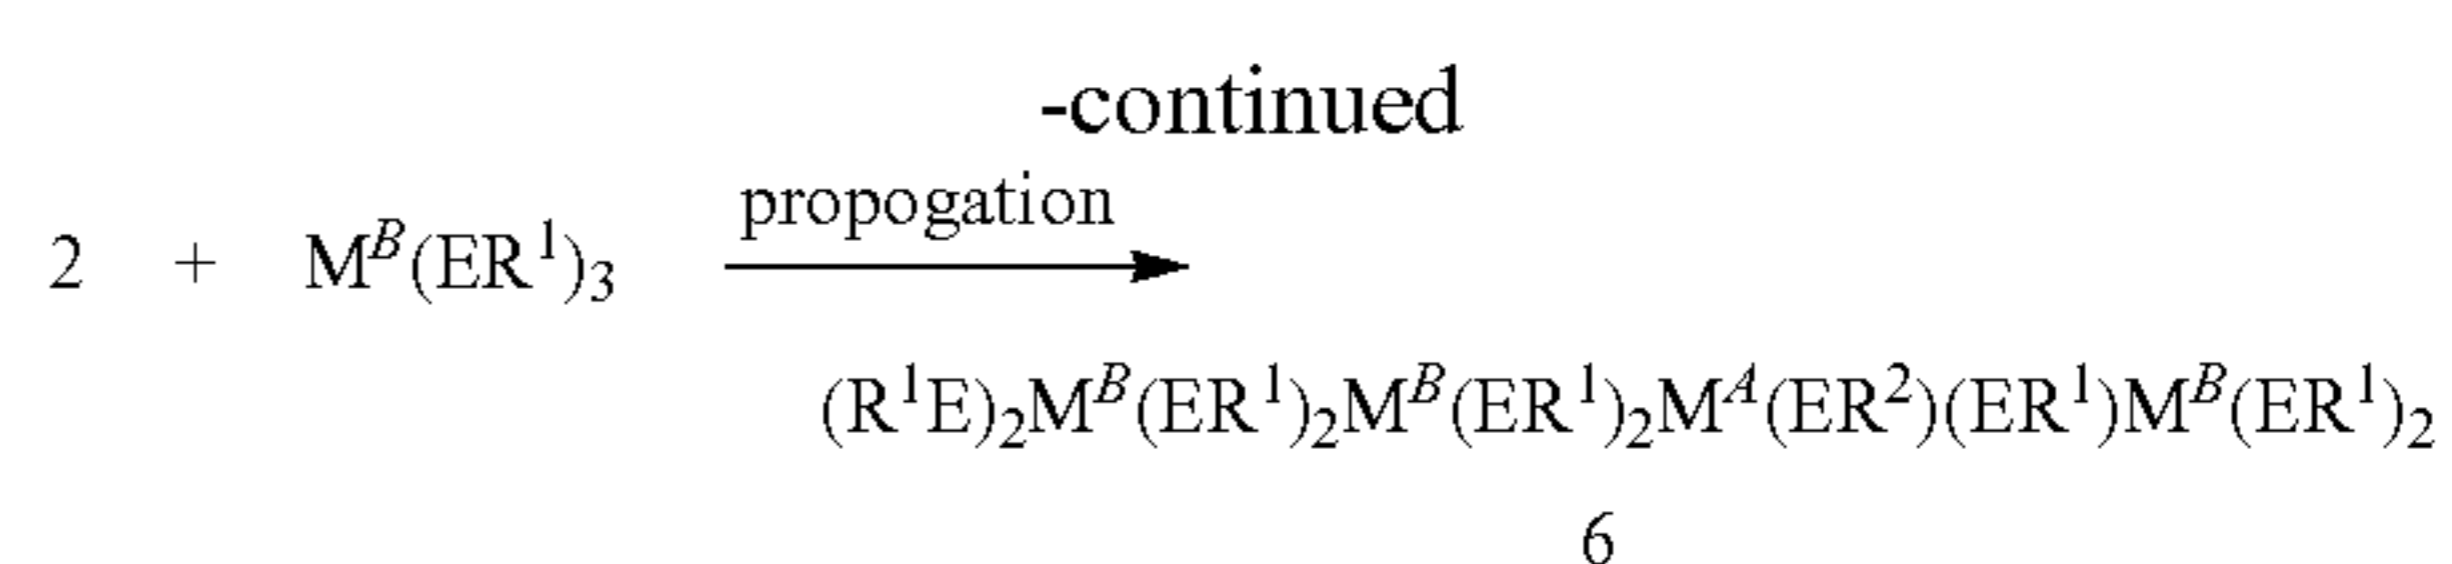 -continued
propogation
2 + M^B(ER^1)_3 ⟶
(R^1E)_2M^B(ER^1)_2M^B(ER^1)_2M^A(ER^2)(ER^1)M^B(ER^1)_2
6